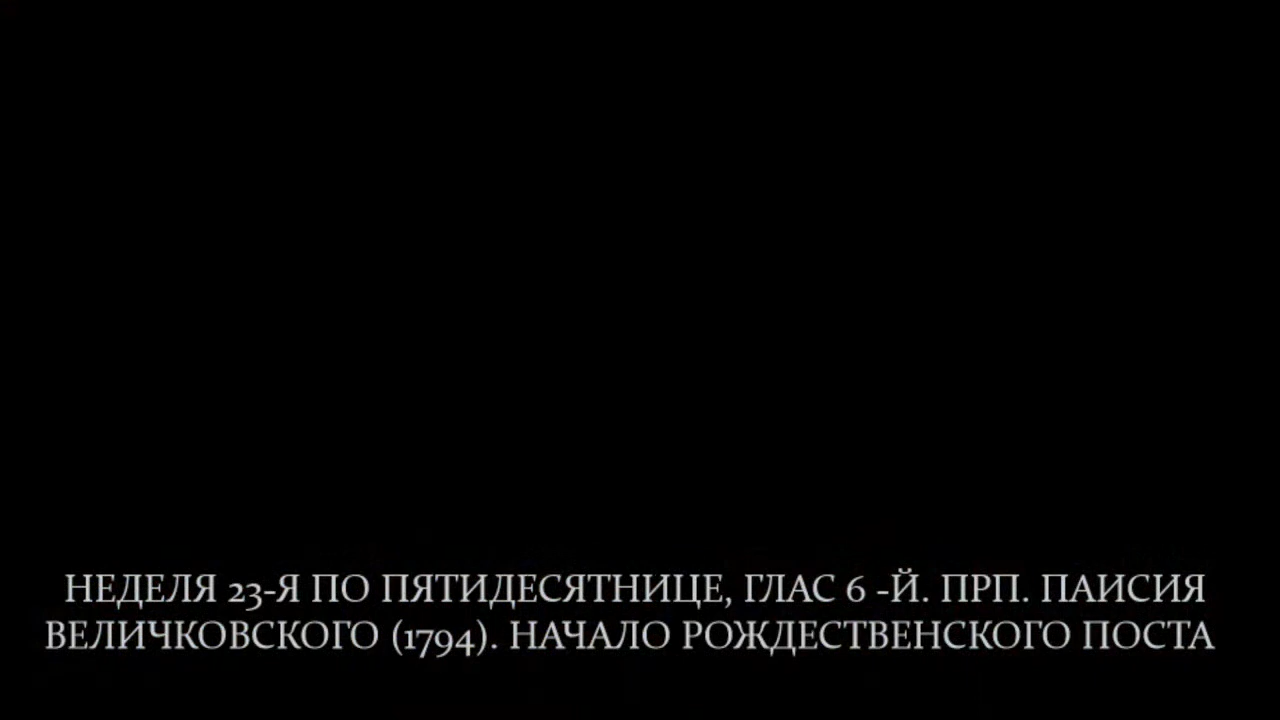 НЕДЕЛЯ 23-Я ПО ПЯТИДЕСЯТНИЦЕ, ГЛАС 6 -Й. ПРП. ПАИСИЯ
ВЕЛИЧКОВСКОГО (1794). НАЧАЛО РОЖДЕСТВЕНСКОГО ПОСТА